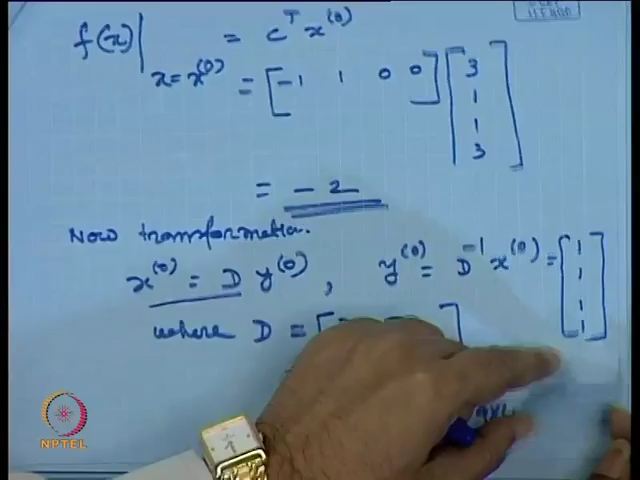 f(x)| x=x^(0) = c^T x^(0)
= [-1 1 0 0] [3 1 1 3]
= -2
Now transformation.
x^(0) = D y^(0), y^(0) = D^-1 x^(0) = [1 1 1 1]
where D = [
NPTEL